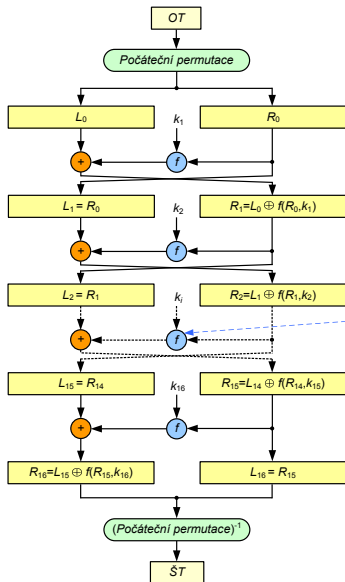 OT
Počáteční permutace
L₀
k₁
R₀
+
f
L₁ = R₀
k₂
R₁=L₀ ⊕ f(R₀,k₁)
+
f
L₂ = R₁
kᵢ
R₂=L₁ ⊕ f(R₁,k₂)
+
f
L₁₅ = R₁₄
k₁₆
R₁₅=L₁₄ ⊕ f(R₁₄,k₁₅)
+
f
R₁₆=L₁₅ ⊕ f(R₁₅,k₁₆)
L₁₆ = R₁₅
(Počáteční permutace)⁻¹
ŠT